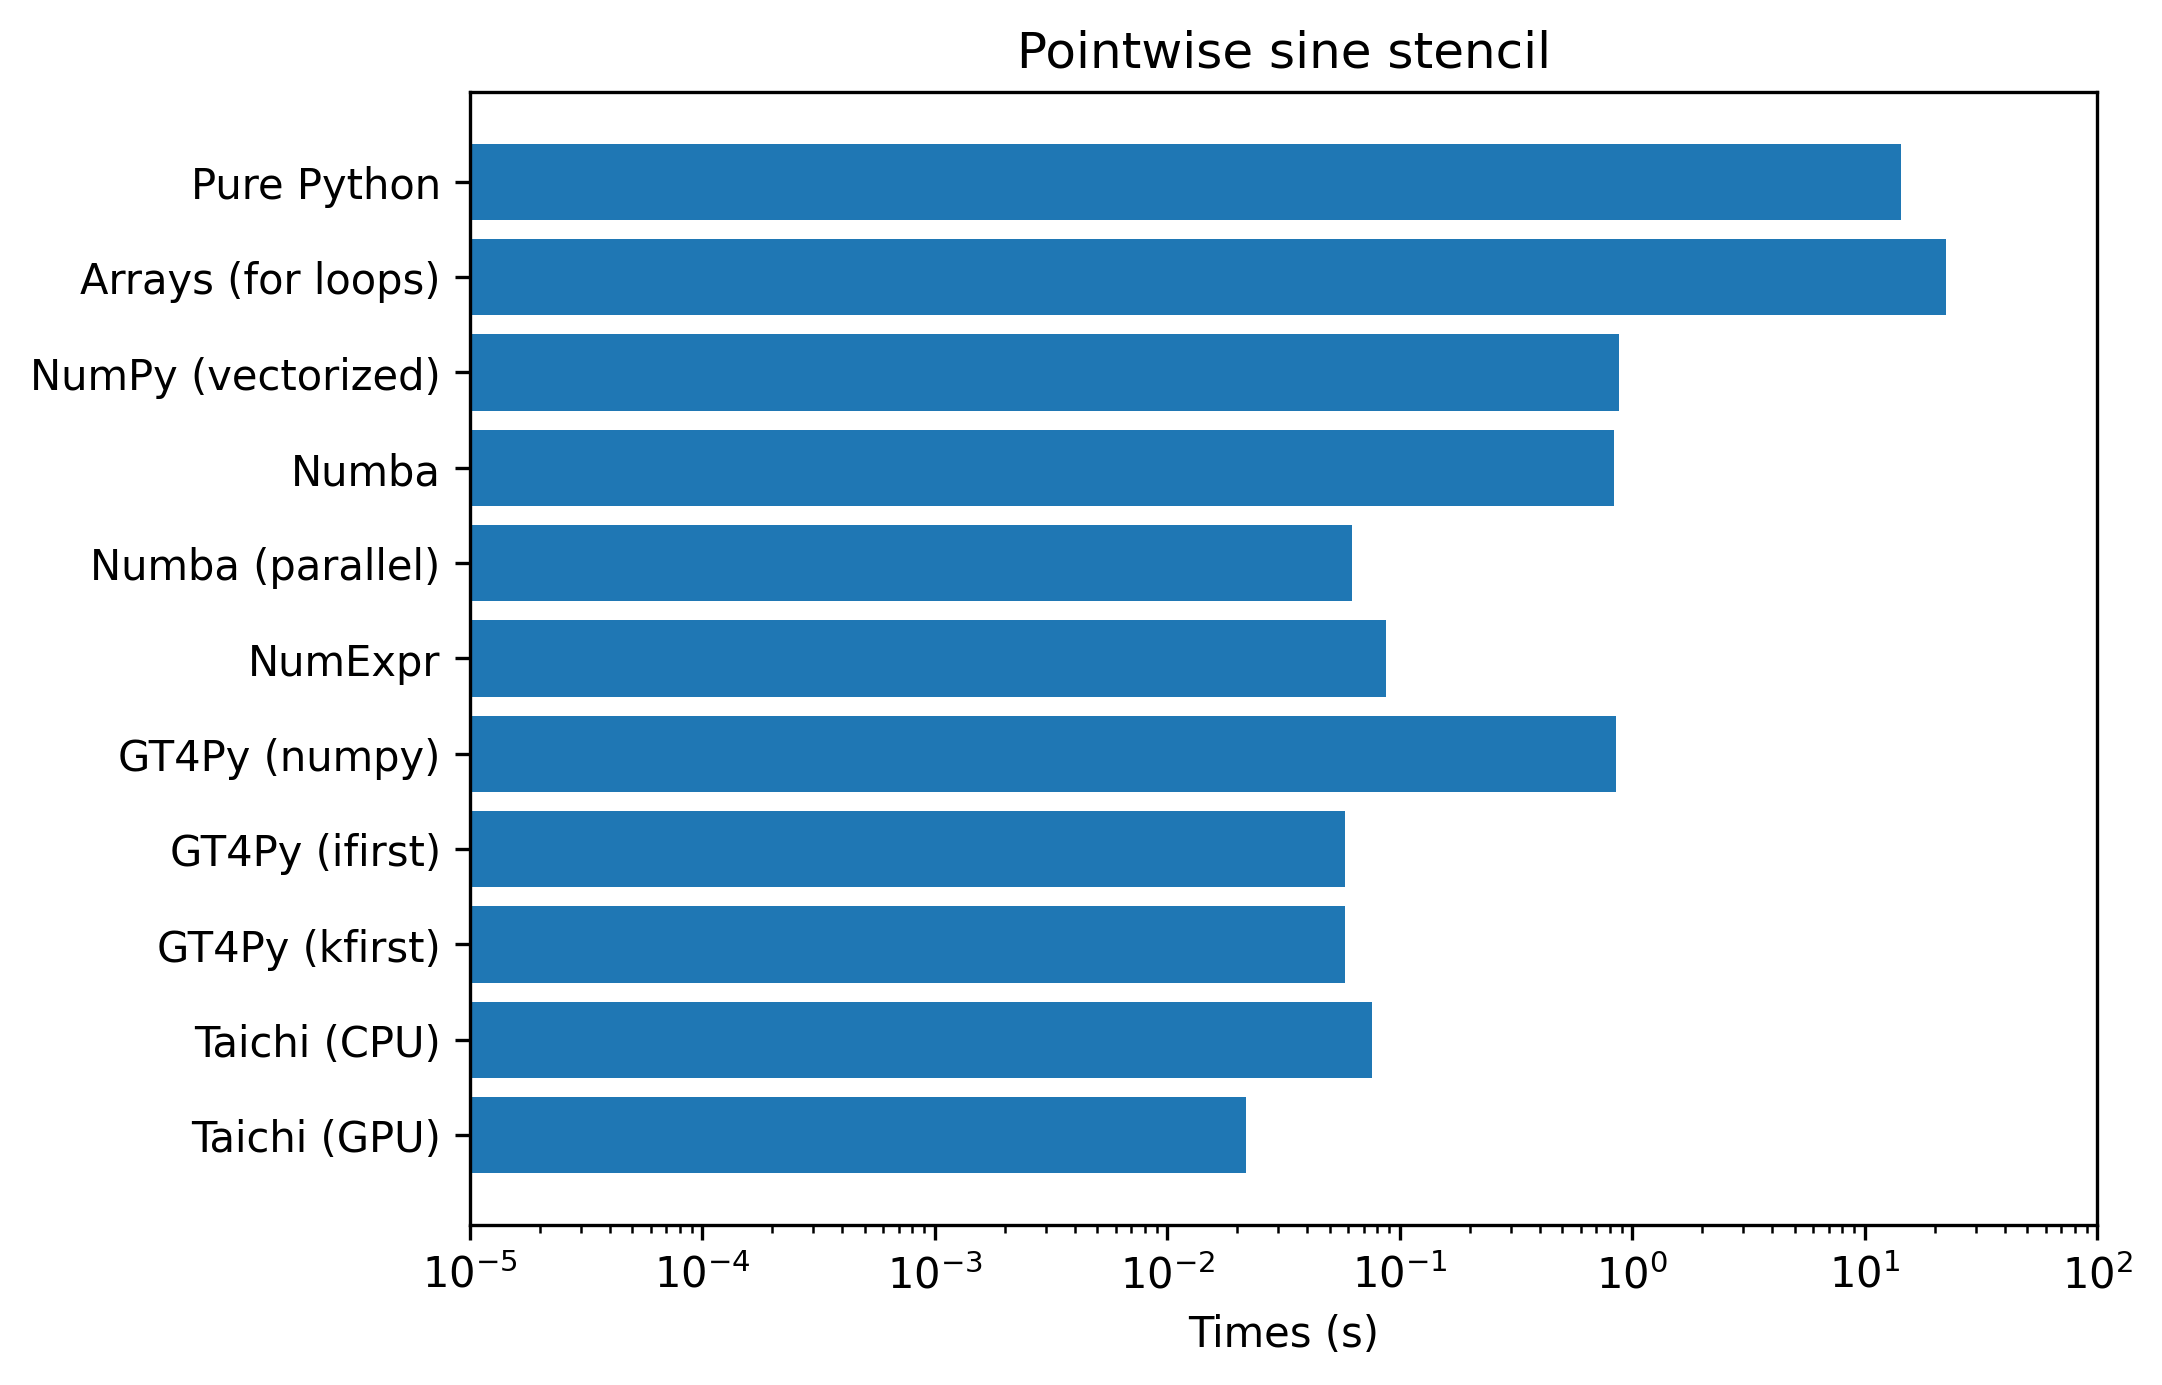 Pointwise sine stencil
Pure Python
Arrays (for loops)
NumPy (vectorized)
Numba
Numba (parallel)
NumExpr
GT4Py (numpy)
GT4Py (ifirst)
GT4Py (kfirst)
Taichi (CPU)
Taichi (GPU)
10⁻⁵ 10⁻⁴ 10⁻³ 10⁻² 10⁻¹ 10⁰ 10¹ 10²
Times (s)